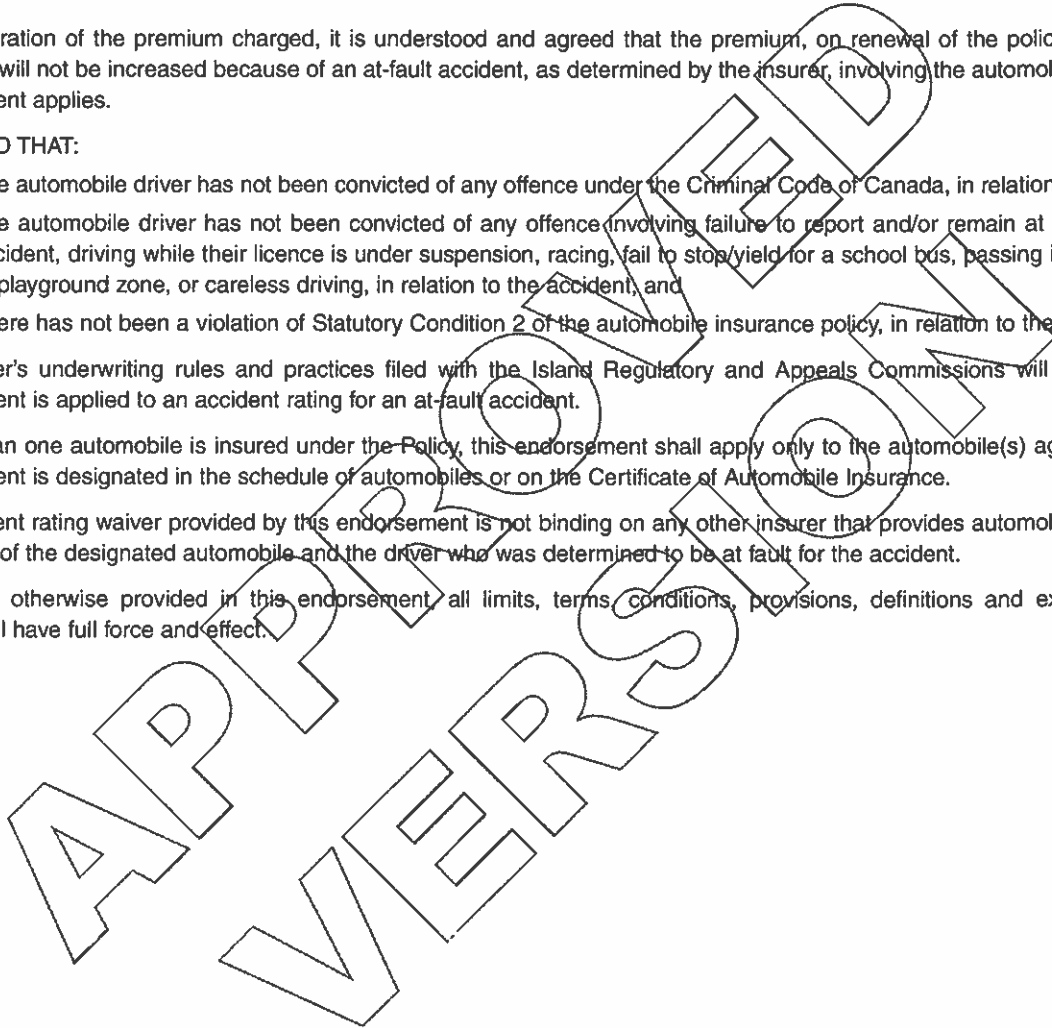 ration of the premium charged, it is understood and agreed that the premium, on renewal of the polic
will not be increased because of an at-fault accident, as determined by the insurer, involving the automol
ent applies.
D THAT:
e automobile driver has not been convicted of any offence under the Criminal Code of Canada, in relation
e automobile driver has not been convicted of any offence involving failure to report and/or remain at
cident, driving while their licence is under suspension, racing, fail to stop/yield for a school bus, passing i
playground zone, or careless driving, in relation to the accident, and
ere has not been a violation of Statutory Condition 2 of the automobile insurance policy, in relation to the
er's underwriting rules and practices filed with the Island Regulatory and Appeals Commissions will
ent is applied to an accident rating for an at-fault accident.
an one automobile is insured under the Policy, this endorsement shall apply only to the automobile(s) ag
ent is designated in the schedule of automobiles or on the Certificate of Automobile Insurance.
ent rating waiver provided by this endorsement is not binding on any other insurer that provides automol
of the designated automobile and the driver who was determined to be at fault for the accident.
otherwise provided in this endorsement, all limits, terms, conditions, provisions, definitions and ex
l have full force and effect.
APPROVED
VERSION